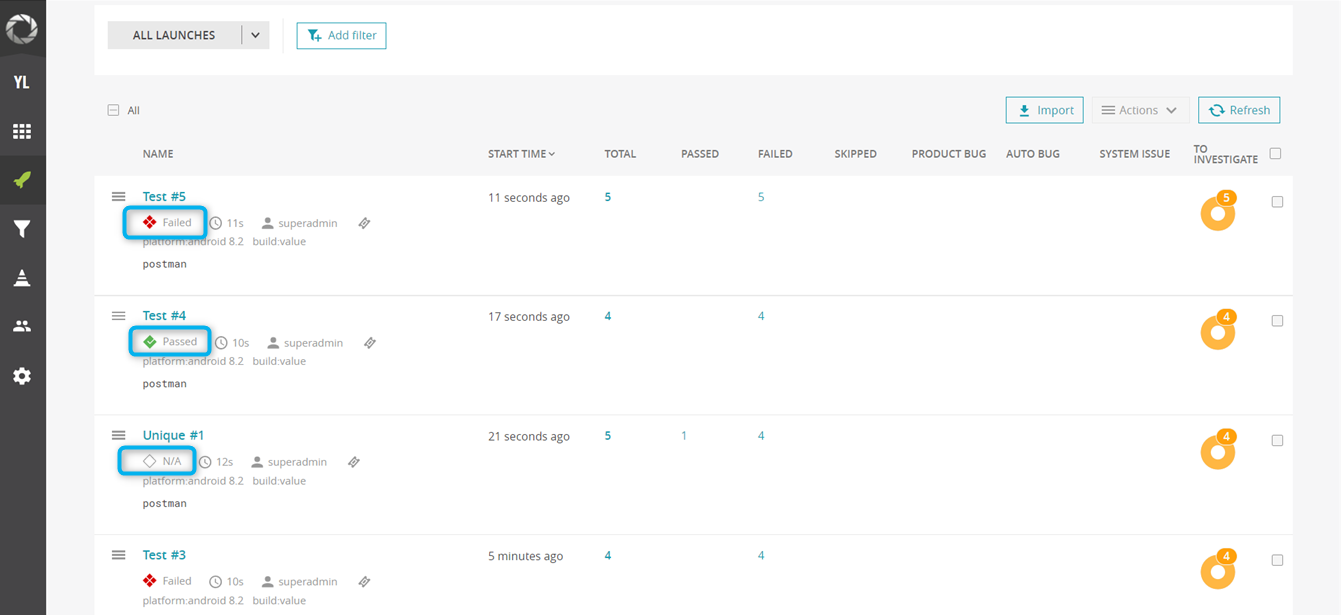 ALL LAUNCHES
Add filter
YL
All
Import
Actions
Refresh
NAME START TIME TOTAL PASSED FAILED SKIPPED PRODUCT BUG AUTO BUG SYSTEM ISSUE TO INVESTIGATE
Test #5 11 seconds ago 5 5 5
Failed 11s superadmin
platform:android 8.2 build:value
postman
Test #4 17 seconds ago 4 4 4
Passed 10s superadmin
platform:android 8.2 build:value
postman
Unique #1 21 seconds ago 5 1 4 4
N/A 12s superadmin
platform:android 8.2 build:value
postman
Test #3 5 minutes ago 4 4 4
Failed 10s superadmin
platform:android 8.2 build:value